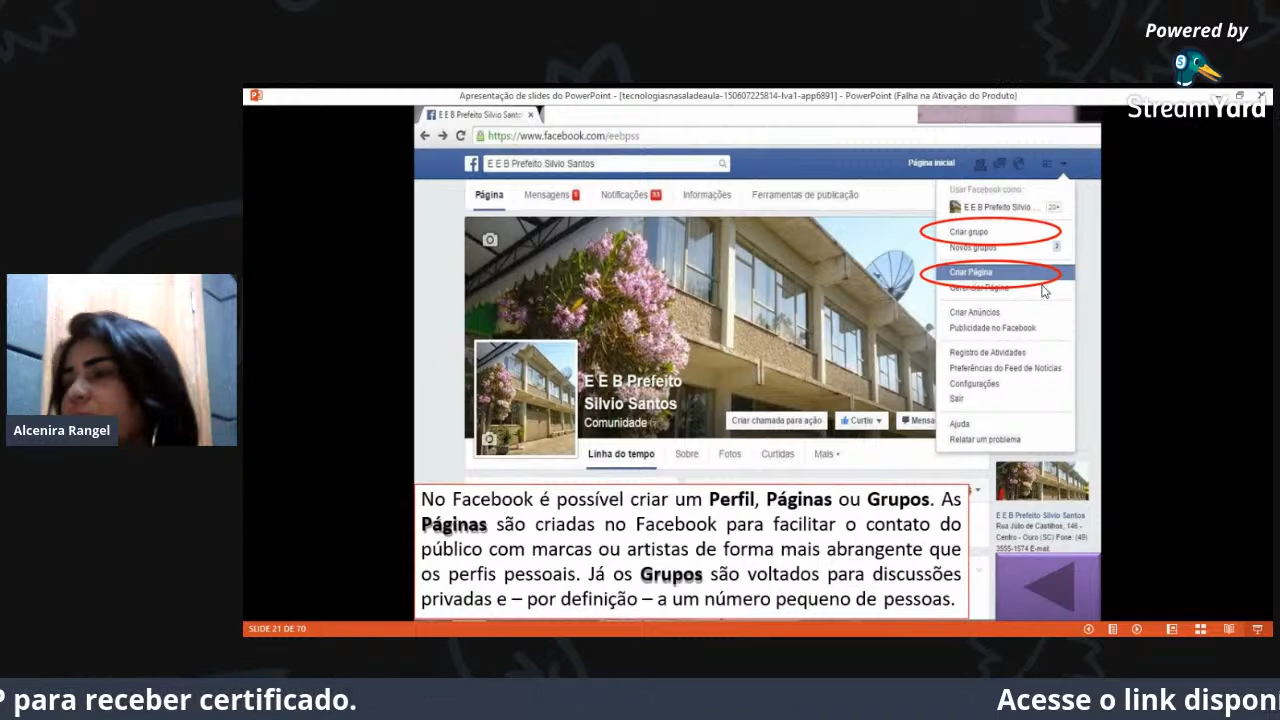 Powered by
StreamYard
Apresentação de slides do PowerPoint - [tecnologiasnasaladeaula-150607225814-lva1-app6891] - PowerPoint (Falha na Ativação do Produto)
E E B Prefeito Silvio Santo
https://www.facebook.com/eebpss
E E B Prefeito Silvio Santos
Página inicial
Página
Mensagens 1
Notificações
Informações
Ferramentas de publicação
Usar Facebook como:
E E B Prefeito Silvio ... 20+
Criar grupo
Novos grupos 2
Criar Página
Gerenciar Página
Criar Anúncios
Publicidade no Facebook
Registro de Atividades
Preferências do Feed de Notícias
Configurações
Sair
Ajuda
Relatar um problema
E E B Prefeito
Silvio Santos
Comunidade
Criar chamada para ação
Curtiu
Mensa
Linha do tempo
Sobre
Fotos
Curtidas
Mais
E E B Prefeito Silvio Santos
Rua Júlio de Castilhos, 146 -
Centro - Ouro (SC) Fone: (49)
3555-1574 E-mail:
No Facebook é possível criar um Perfil, Páginas ou Grupos. As
Páginas são criadas no Facebook para facilitar o contato do
público com marcas ou artistas de forma mais abrangente que
os perfis pessoais. Já os Grupos são voltados para discussões
privadas e – por definição – a um número pequeno de pessoas.
Alcenira Rangel
SLIDE 21 DE 70
P para receber certificado.
Acesse o link dispon